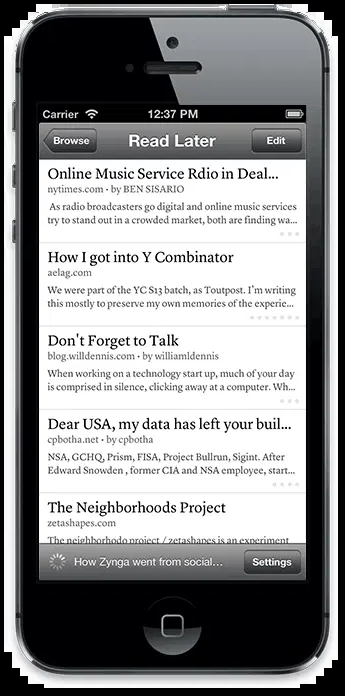 Carrier 12:37 PM
Browse Read Later Edit
Online Music Service Rdio in Deal...
nytimes.com • by BEN SISARIO
As radio broadcasters go digital and online music services
try to stand out in a crowded market, both are finding wa...
How I got into Y Combinator
aelag.com
We were part of the YC S13 batch, as Toutpost. I'm writing
this mostly to preserve my own memories of the experie...
Don't Forget to Talk
blog.willdennis.com • by williamldennis
When working on a technology start up, much of your day
is comprised in silence, clicking away at a computer. Wh...
Dear USA, my data has left your buil...
cpbotha.net • by cpbotha
NSA, GCHQ, Prism, FISA, Project Bullrun, Sigint. After
Edward Snowden , former CIA and NSA employee, start...
The Neighborhoods Project
zetashapes.com
The neighborhodo project / zetashapes is an experiment
How Zynga went from social... Settings